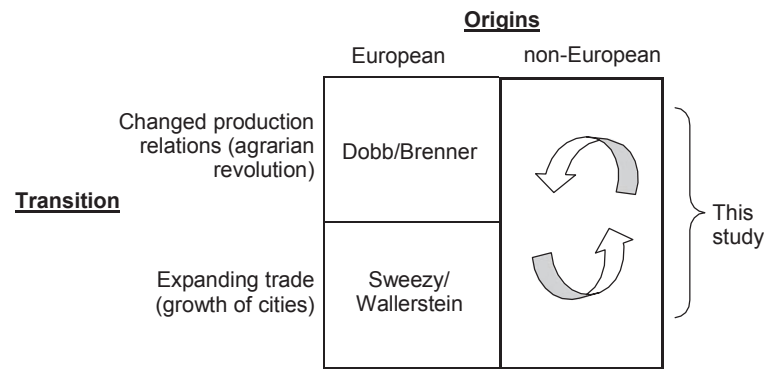 Origins
European
non-European
Changed production
relations (agrarian
revolution)
Dobb/Brenner
Transition
This
study
Expanding trade
(growth of cities)
Sweezy/
Wallerstein